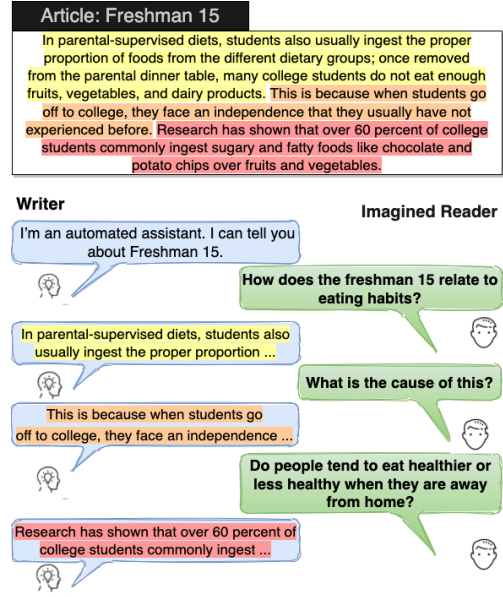 Article: Freshman 15
In parental-supervised diets, students also usually ingest the proper
proportion of foods from the different dietary groups; once removed
from the parental dinner table, many college students do not eat enough
fruits, vegetables, and dairy products. This is because when students go
off to college, they face an independence that they usually have not
experienced before. Research has shown that over 60 percent of college
students commonly ingest sugary and fatty foods like chocolate and
potato chips over fruits and vegetables.
Writer
Imagined Reader
I'm an automated assistant. I can tell you
about Freshman 15.
How does the freshman 15 relate to
eating habits?
In parental-supervised diets, students also
usually ingest the proper proportion ...
What is the cause of this?
This is because when students go
off to college, they face an independence ...
Do people tend to eat healthier or
less healthy when they are away
from home?
Research has shown that over 60 percent of
college students commonly ingest ...